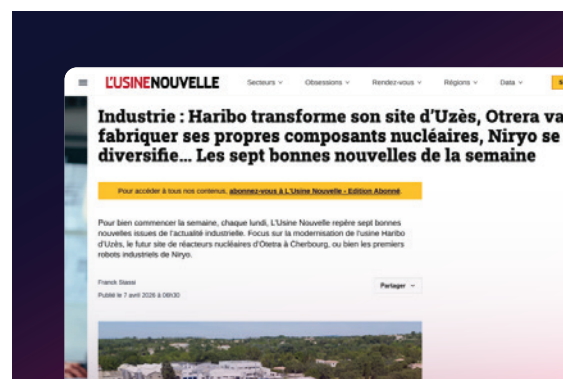 L'USINENOUVELLE
Secteurs
Obsessions
Rendez-vous
Régions
Data
Industrie : Haribo transforme son site d'Uzès, Otrera va
fabriquer ses propres composants nucléaires, Niryo se
diversifie... Les sept bonnes nouvelles de la semaine
Pour accéder à tous nos contenus, abonnez-vous à L'Usine Nouvelle - Edition Abonné.
Pour bien commencer la semaine, chaque lundi, L'Usine Nouvelle repère sept bonnes
nouvelles issues de l'actualité industrielle. Focus sur la modernisation de l'usine Haribo
d'Uzès, le futur site de réacteurs nucléaires d'Otetra à Cherbourg, ou bien les premiers
robots industriels de Niryo.
Franck Stassi
Partager
Publié le 7 avril 2026 à 06h30